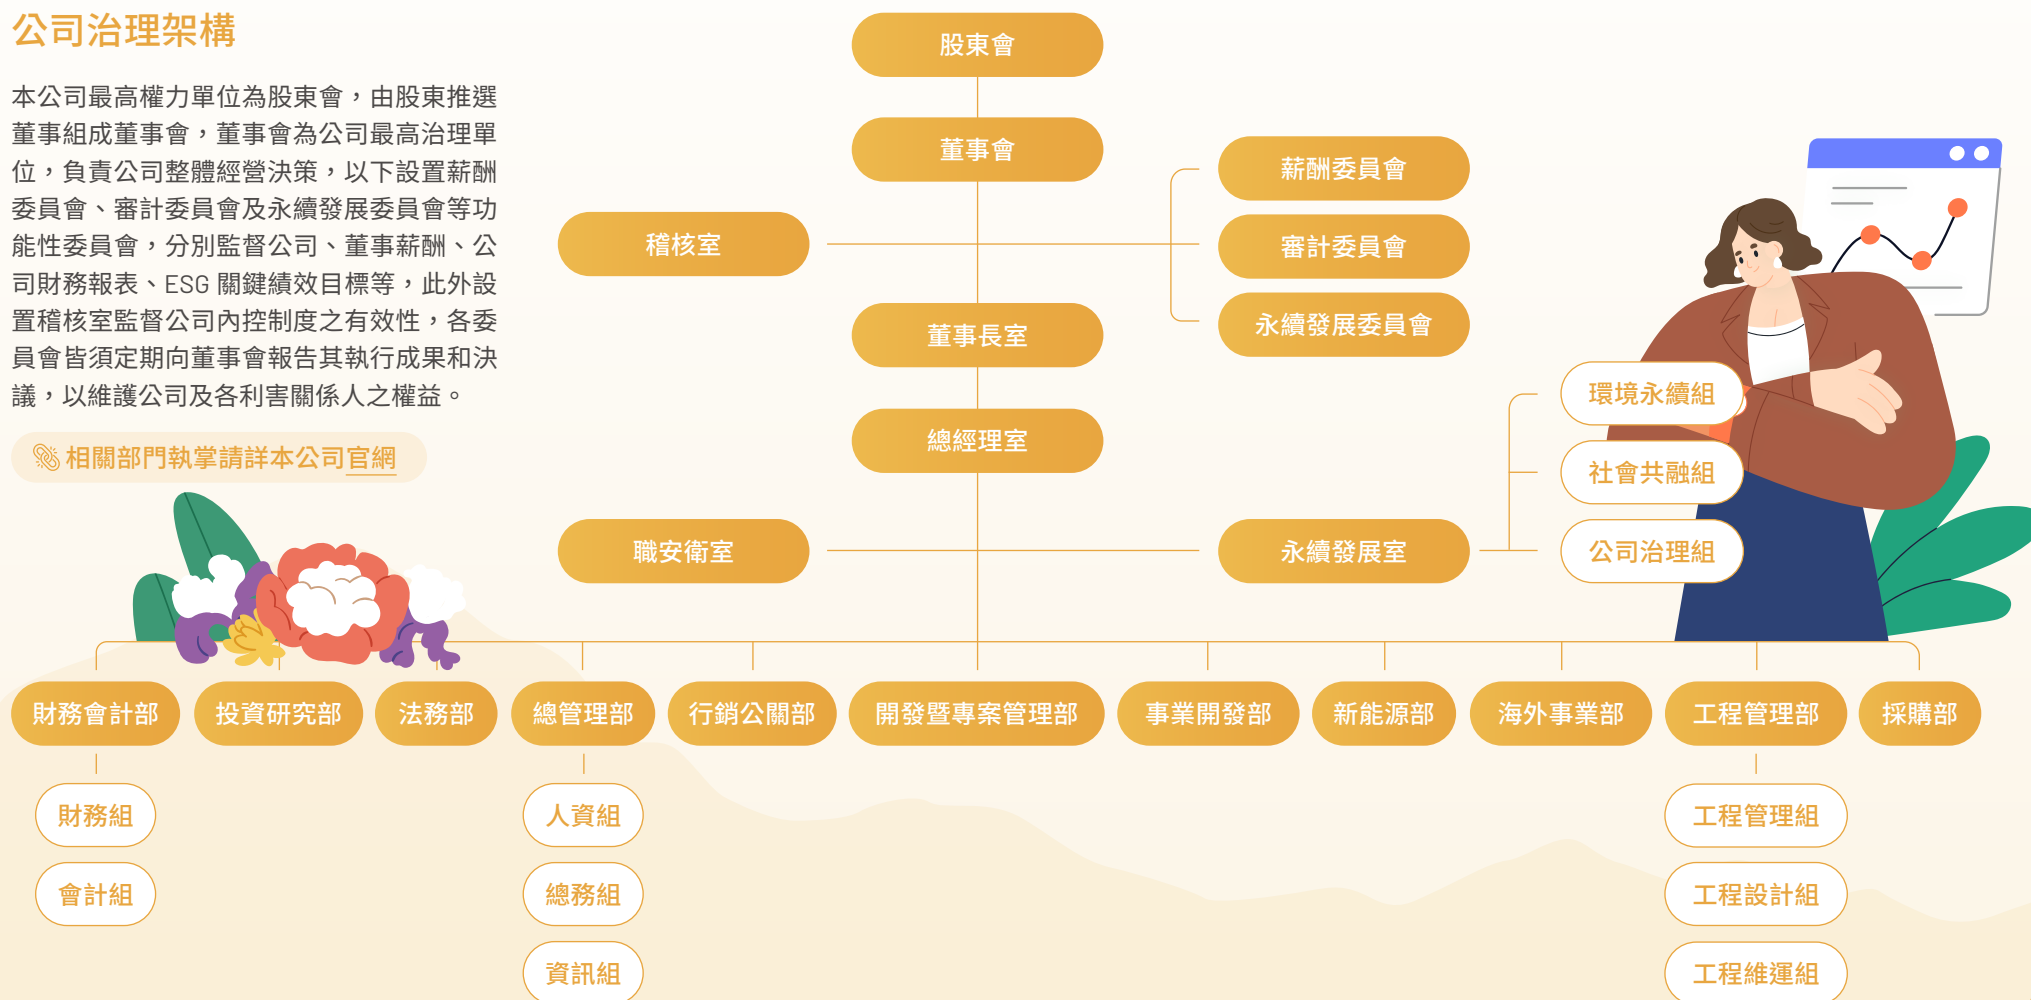 公司治理架構
本公司最高權力單位為股東會，由股東推選
董事組成董事會，董事會為公司最高治理單
位，負責公司整體經營決策，以下設置薪酬
委員會、審計委員會及永續發展委員會等功
能性委員會，分別監督公司、董事薪酬、公
司財務報表、ESG 關鍵績效目標等，此外設
置稽核室監督公司內控制度之有效性，各委
員會皆須定期向董事會報告其執行成果和決
議，以維護公司及各利害關係人之權益。
相關部門執掌請詳本公司官網
股東會
董事會
稽核室
薪酬委員會
審計委員會
永續發展委員會
董事長室
總經理室
職安衛室
永續發展室
環境永續組
社會共融組
公司治理組
財務會計部
投資研究部
法務部
總管理部
行銷公關部
開發暨專案管理部
事業開發部
新能源部
海外事業部
工程管理部
採購部
財務組
會計組
人資組
總務組
資訊組
工程管理組
工程設計組
工程維運組